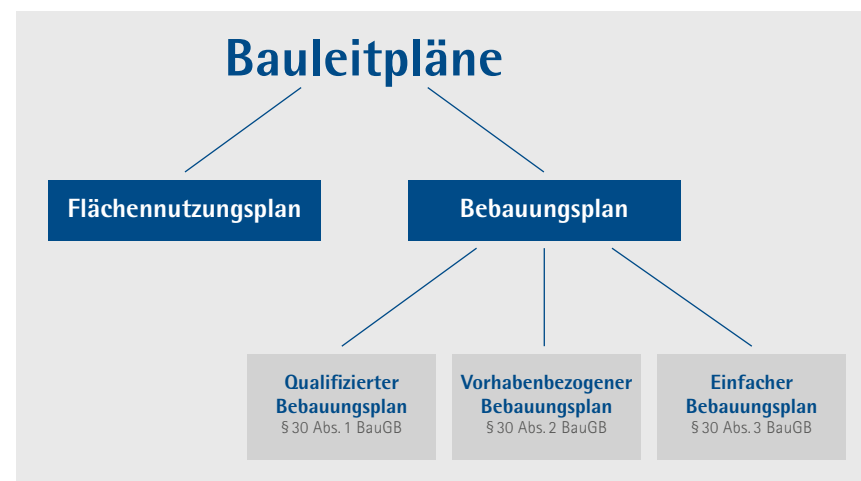 Bauleitpläne
Flächennutzungsplan
Bebauungsplan
Qualifizierter
Bebauungsplan
§ 30 Abs. 1 BauGB
Vorhabenbezogener
Bebauungsplan
§ 30 Abs. 2 BauGB
Einfacher
Bebauungsplan
§ 30 Abs. 3 BauGB